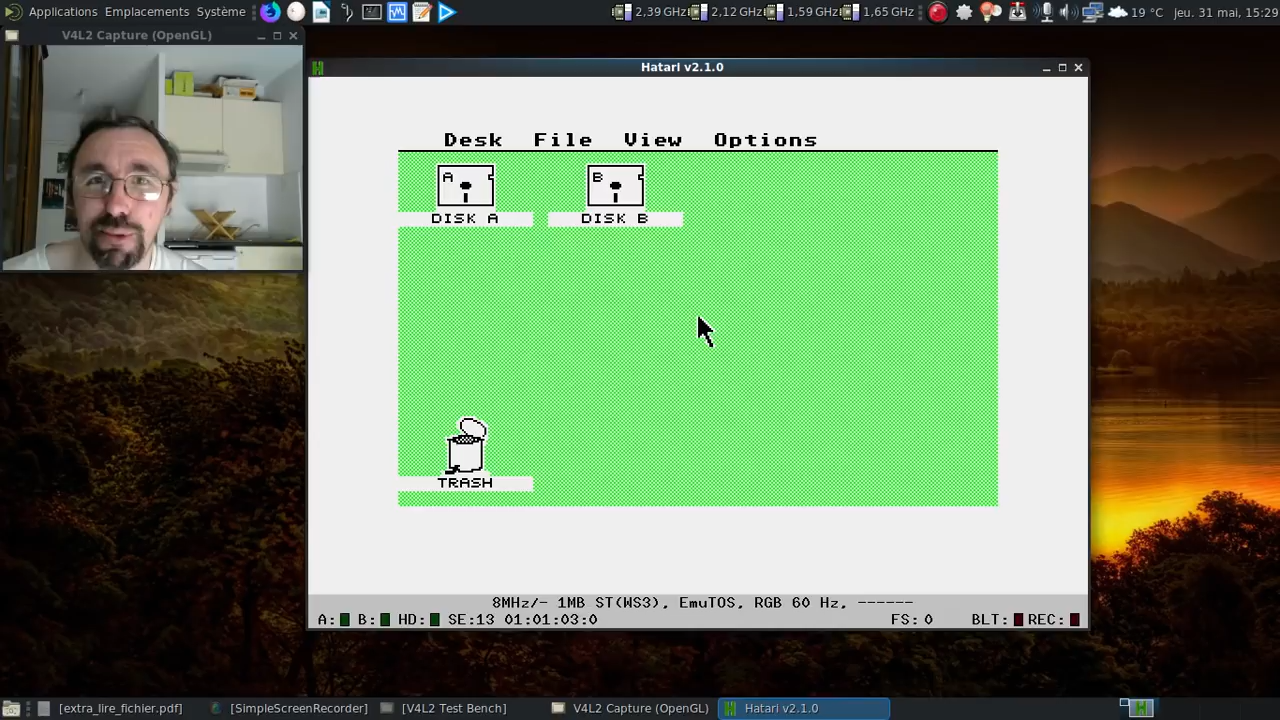 Applications Emplacements Système 2,39 GHz 2,12 GHz 1,59 GHz 1,65 GHz 19 °C jeu. 31 mai, 15:29
V4L2 Capture (OpenGL)
Hatari v2.1.0
Desk File View Options
A B
DISK A DISK B
TRASH
8MHz/- 1MB ST(WS3), EmuTOS, RGB 60 Hz, ------
A: B: HD: SE:13 01:01:03:0 FS: 0 BLT: REC:
[extra_lire_fichier.pdf] [SimpleScreenRecorder] [V4L2 Test Bench] V4L2 Capture (OpenGL) Hatari v2.1.0